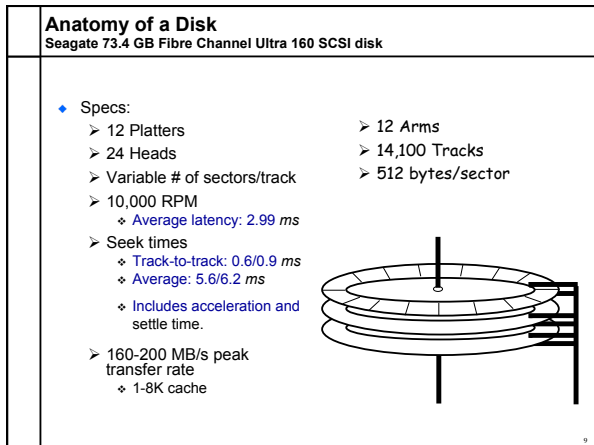 Anatomy of a Disk
Seagate 73.4 GB Fibre Channel Ultra 160 SCSI disk
Specs:
12 Platters
24 Heads
Variable # of sectors/track
10,000 RPM
Average latency: 2.99 ms
Seek times
Track-to-track: 0.6/0.9 ms
Average: 5.6/6.2 ms
Includes acceleration and
settle time.
160-200 MB/s peak
transfer rate
1-8K cache
12 Arms
14,100 Tracks
512 bytes/sector
9